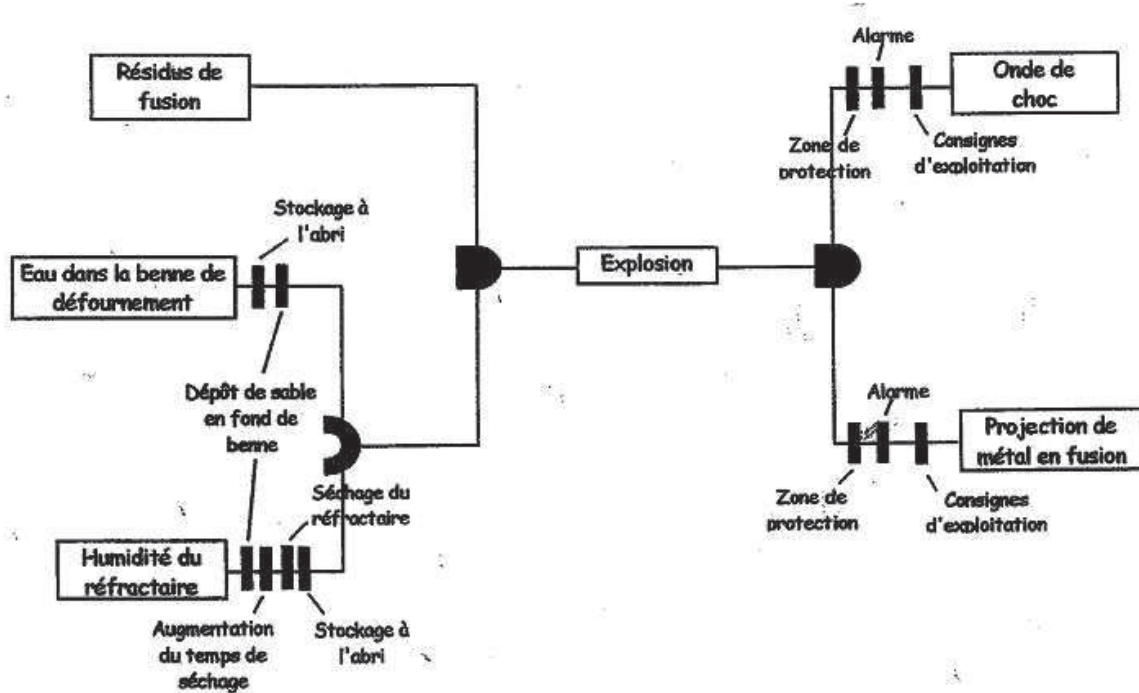 Résidus de
fusion
Alarme
Onde de
choc
Zone de
protection
Consignes
d'exploitation
Stockage à
l'abri
Eau dans la benne de
défournement
Explosion
Dépôt de sable
en fond de
benne
Alarme
Projection de
métal en fusion
Zone de
protection
Consignes
d'exploitation
Séchage du
réfractaire
Humidité du
réfractaire
Augmentation
du temps de
séchage
Stockage à
l'abri